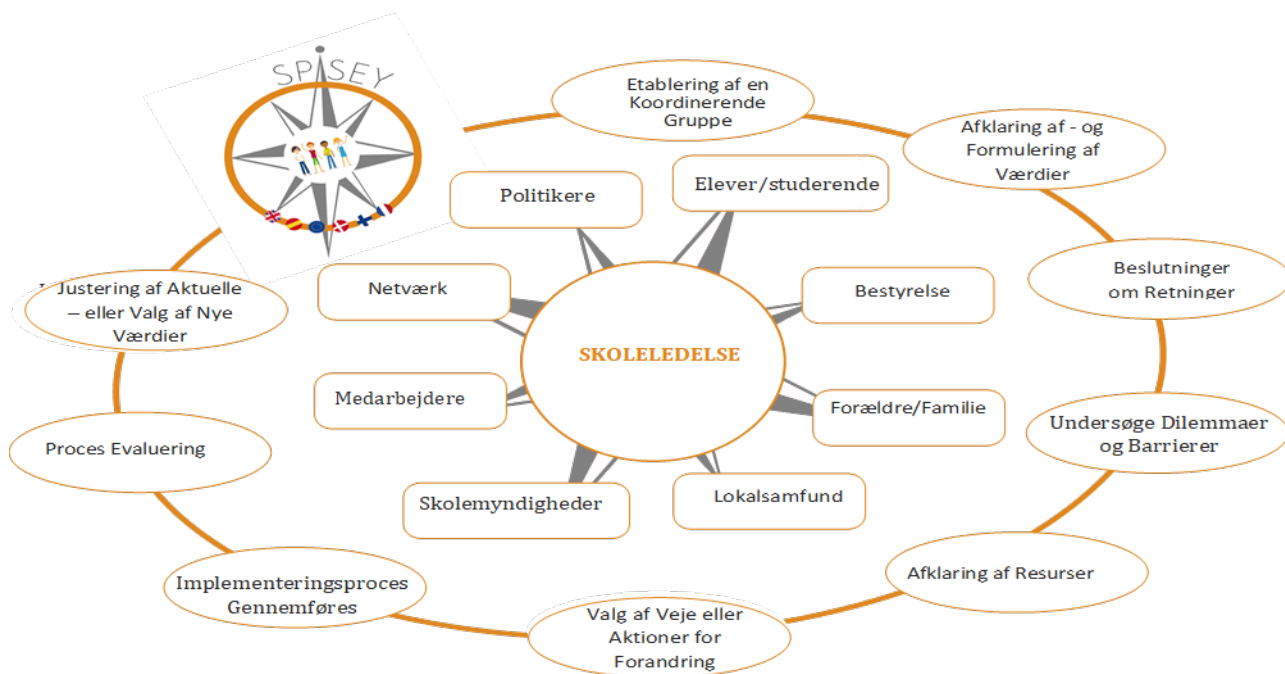 SPISEY
Etablering af en
Koordinerende
Gruppe
Afklaring af - og
Formulering af
Værdier
Beslutninger
om Retninger
Undersøge Dilemmaer
og Barrierer
Afklaring af Resurser
Valg af Veje eller
Aktioner for
Forandring
Implementeringsproces
Gennemføres
Proces Evaluering
Justering af Aktuelle
– eller Valg af Nye
Værdier
Politikere
Elever/studerende
Netværk
Bestyrelse
SKOLELEDELSE
Medarbejdere
Forældre/Familie
Skolemyndigheder
Lokalsamfund